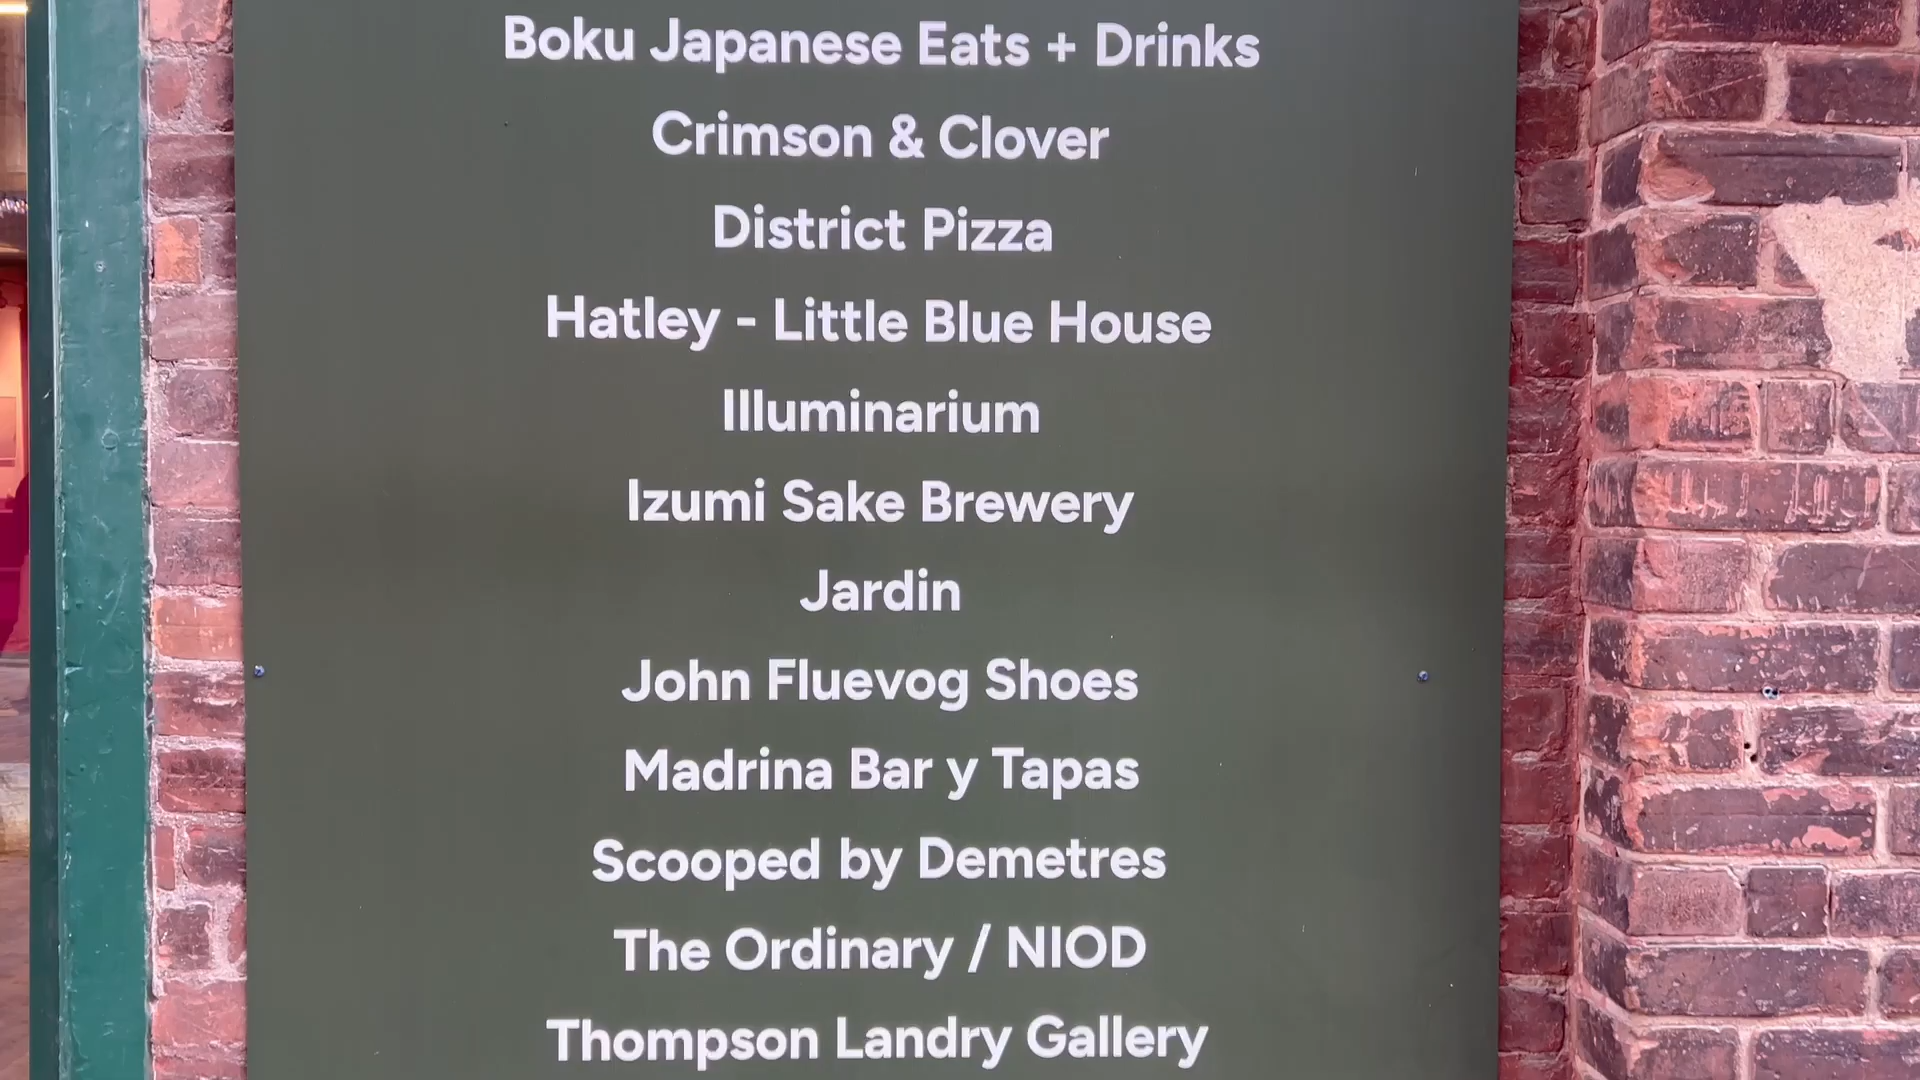 Boku Japanese Eats + Drinks
Crimson & Clover
District Pizza
Hatley - Little Blue House
Illuminarium
Izumi Sake Brewery
Jardin
John Fluevog Shoes
Madrina Bar y Tapas
Scooped by Demetres
The Ordinary / NIOD
Thompson Landry Gallery